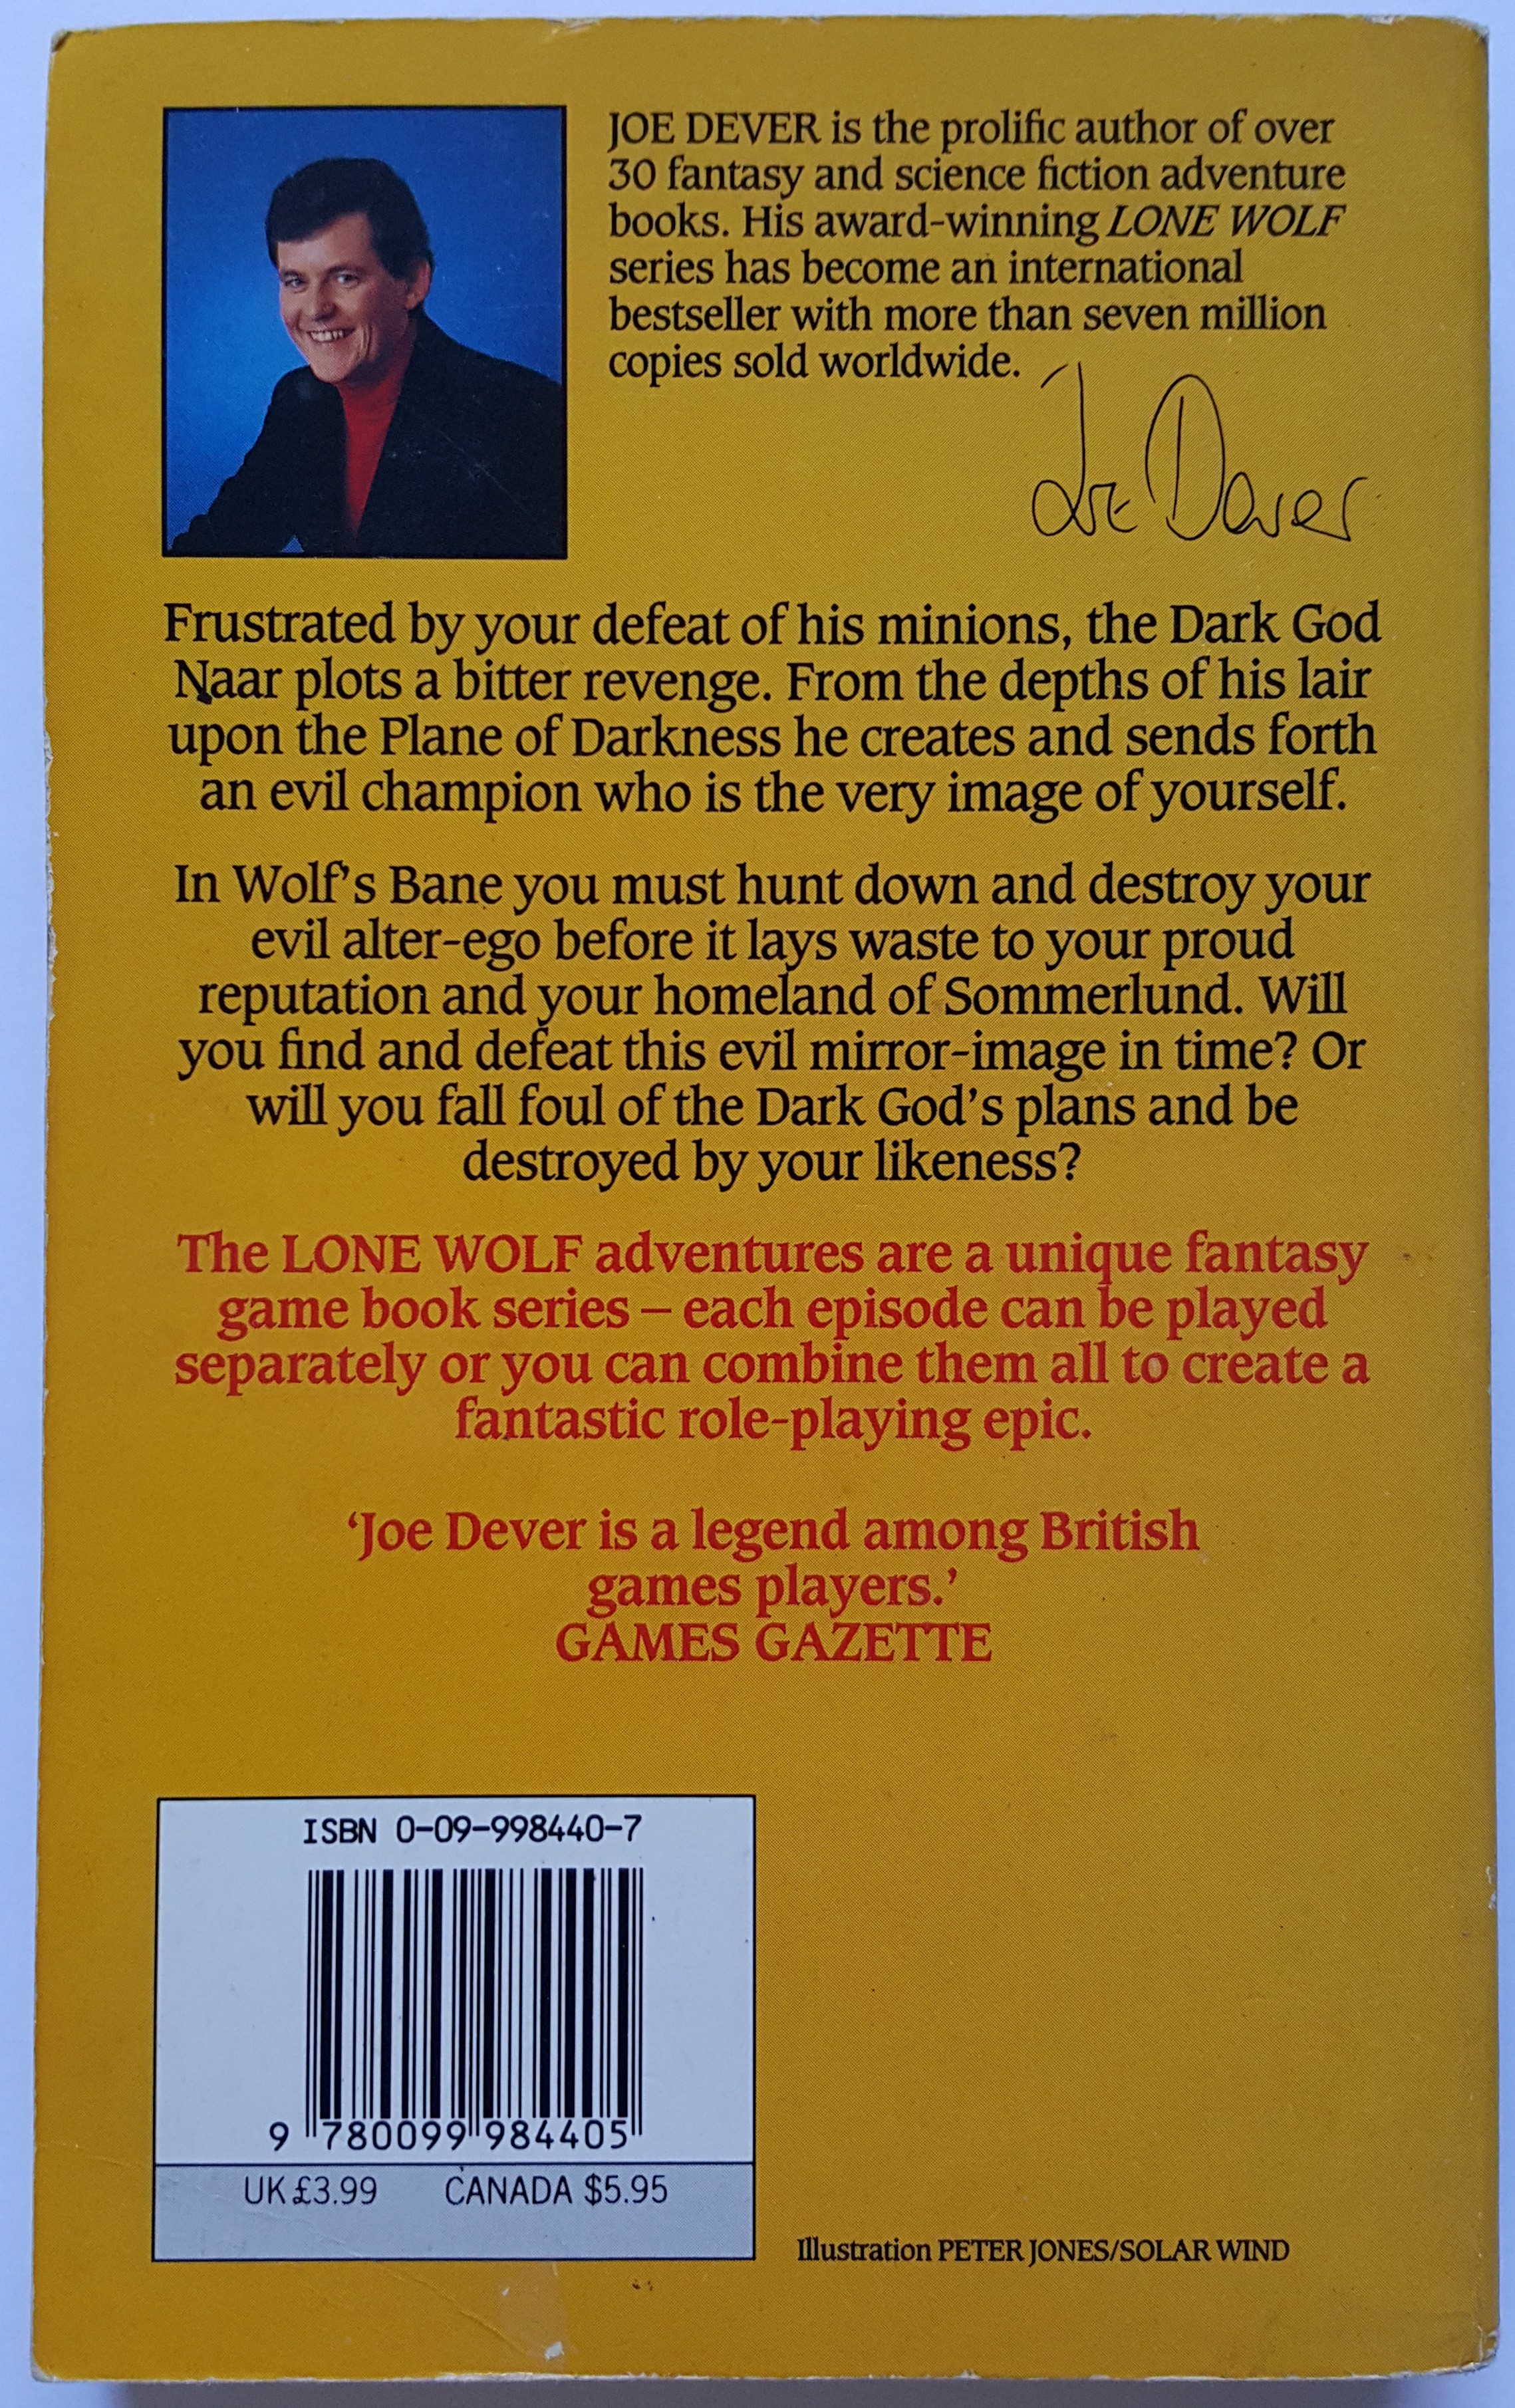 JOE DEVER is the prolific author of over
30 fantasy and science fiction adventure
books. His award-winning LONE WOLF
series has become an international
bestseller with more than seven million
copies sold worldwide.
Joe Dever
Frustrated by your defeat of his minions, the Dark God
Naar plots a bitter revenge. From the depths of his lair
upon the Plane of Darkness he creates and sends forth
an evil champion who is the very image of yourself.
In Wolf's Bane you must hunt down and destroy your
evil alter-ego before it lays waste to your proud
reputation and your homeland of Sommerlund. Will
you find and defeat this evil mirror-image in time? Or
will you fall foul of the Dark God's plans and be
destroyed by your likeness?
The LONE WOLF adventures are a unique fantasy
game book series – each episode can be played
separately or you can combine them all to create a
fantastic role-playing epic.
‘Joe Dever is a legend among British
games players.’
GAMES GAZETTE
ISBN 0-09-998440-7
9 780099 984405
UK £3.99 CANADA $5.95
Illustration PETER JONES/SOLAR WIND